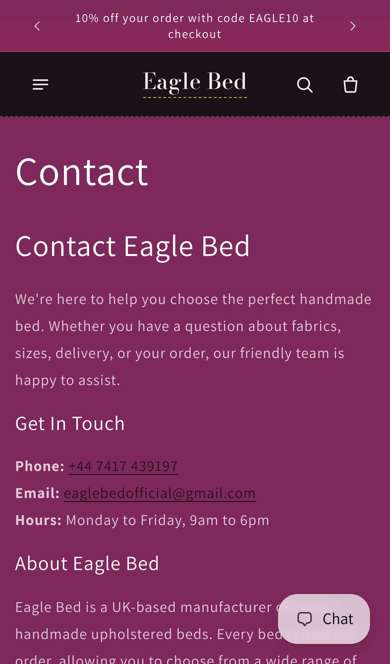 10% off your order with code EAGLE10 at
checkout
Eagle Bed
Contact
Contact Eagle Bed
We're here to help you choose the perfect handmade
bed. Whether you have a question about fabrics,
sizes, delivery, or your order, our friendly team is
happy to assist.
Get In Touch
Phone: +44 7417 439197
Email: eaglebedofficial@gmail.com
Hours: Monday to Friday, 9am to 6pm
About Eagle Bed
Eagle Bed is a UK-based manufacturer
handmade upholstered beds. Every
Chat
order, allowing you to choose from a wide range of